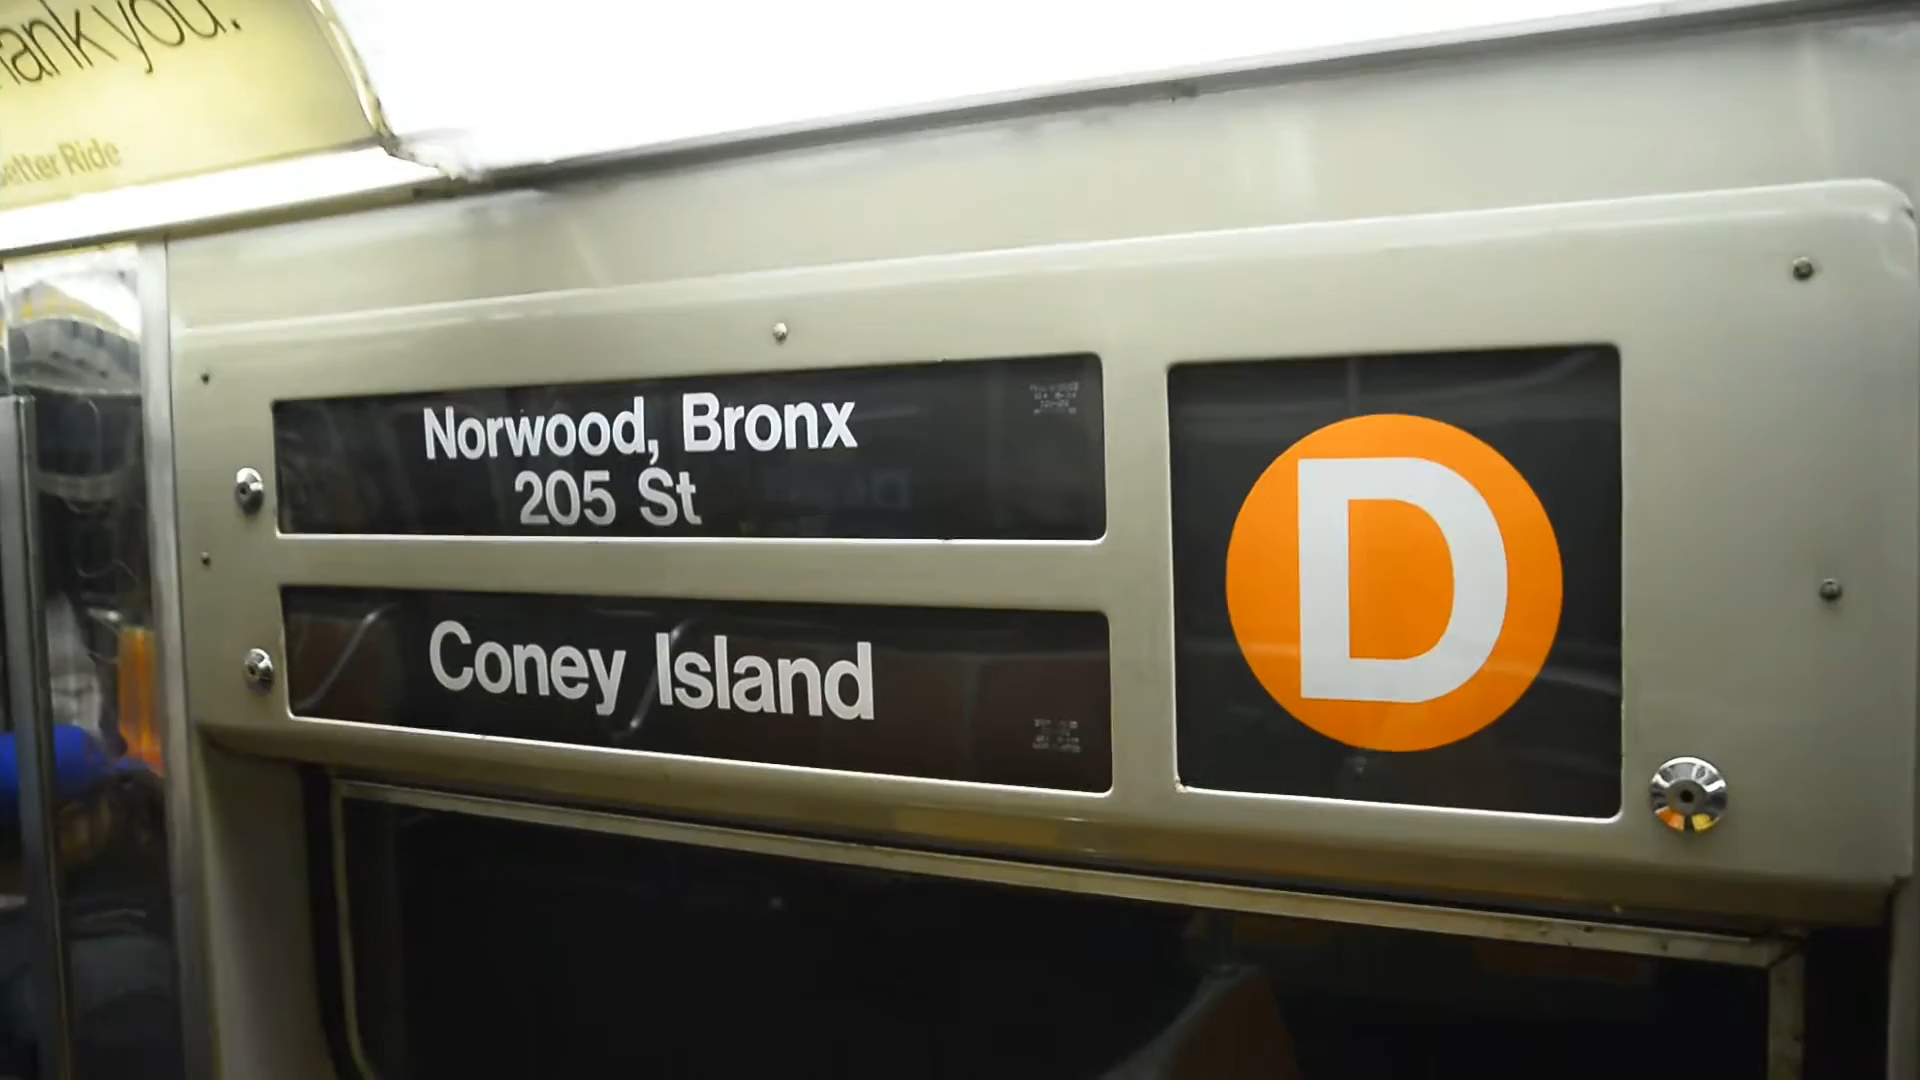 ank you.
etter Ride
Norwood, Bronx
205 St
Coney Island
D